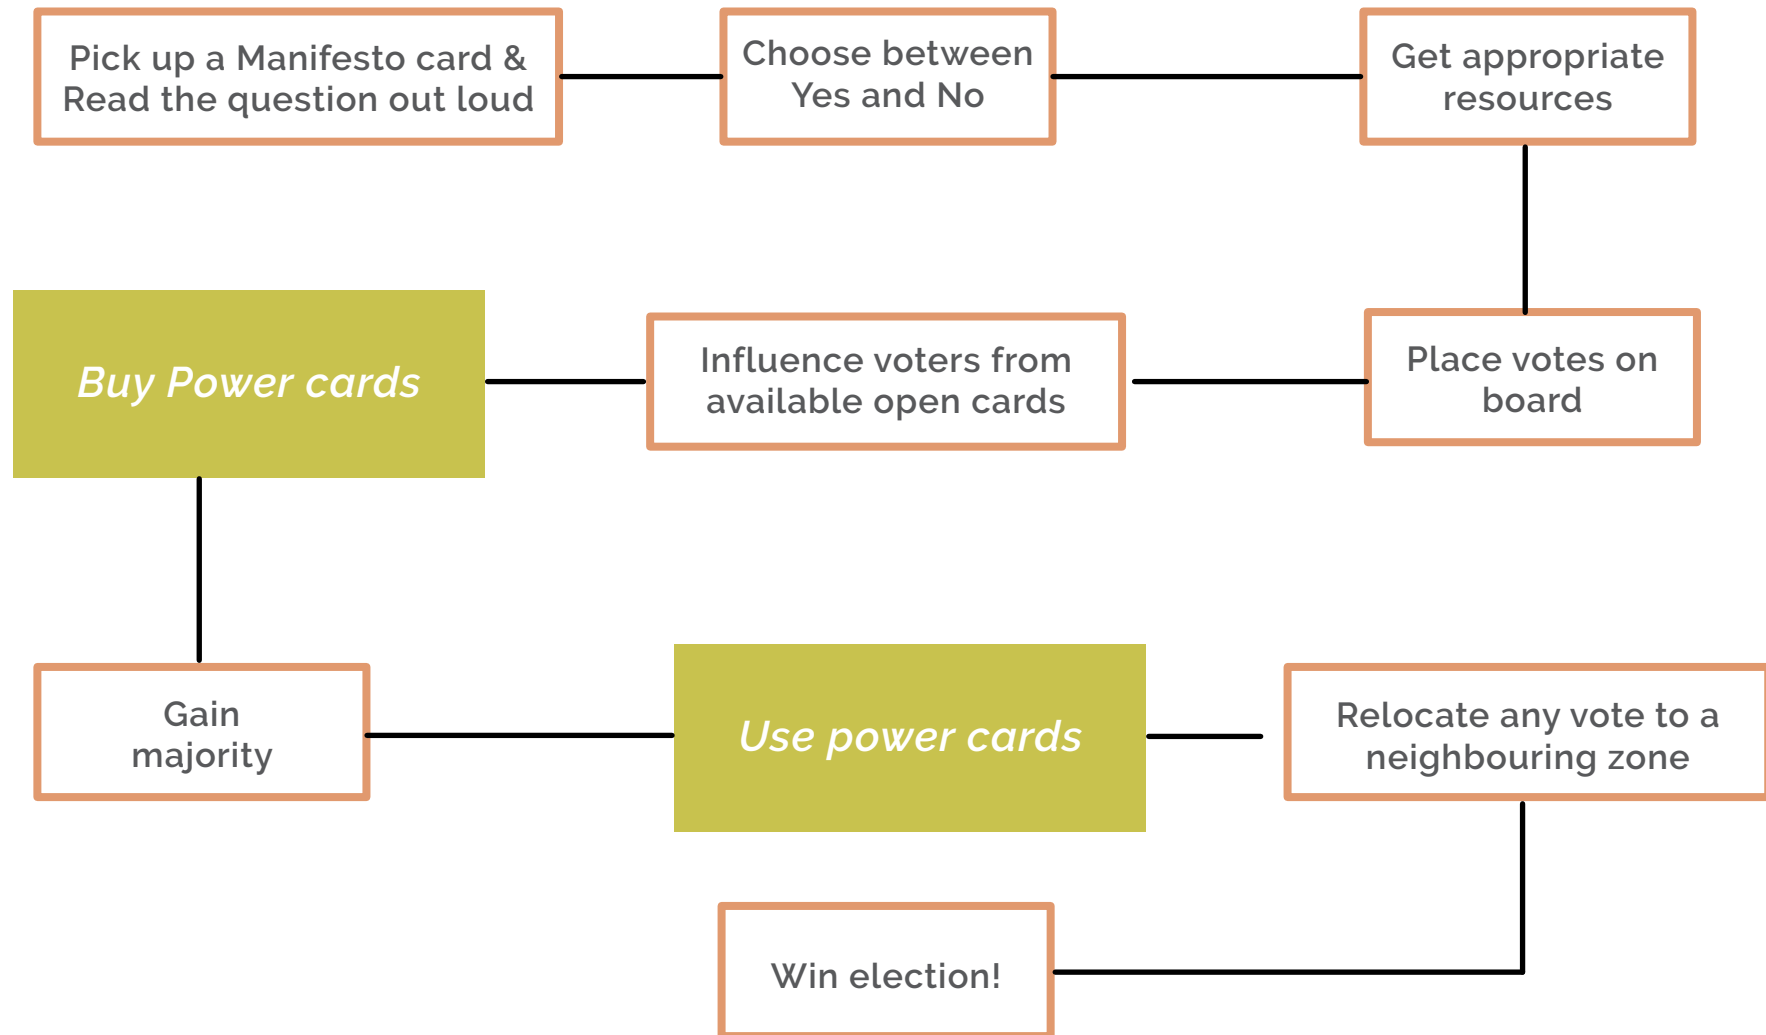 Pick up a Manifesto card &
Read the question out loud
Choose between
Yes and No
Get appropriate
resources
Place votes on
board
Influence voters from
available open cards
Buy Power cards
Gain
majority
Use power cards
Relocate any vote to a
neighbouring zone
Win election!